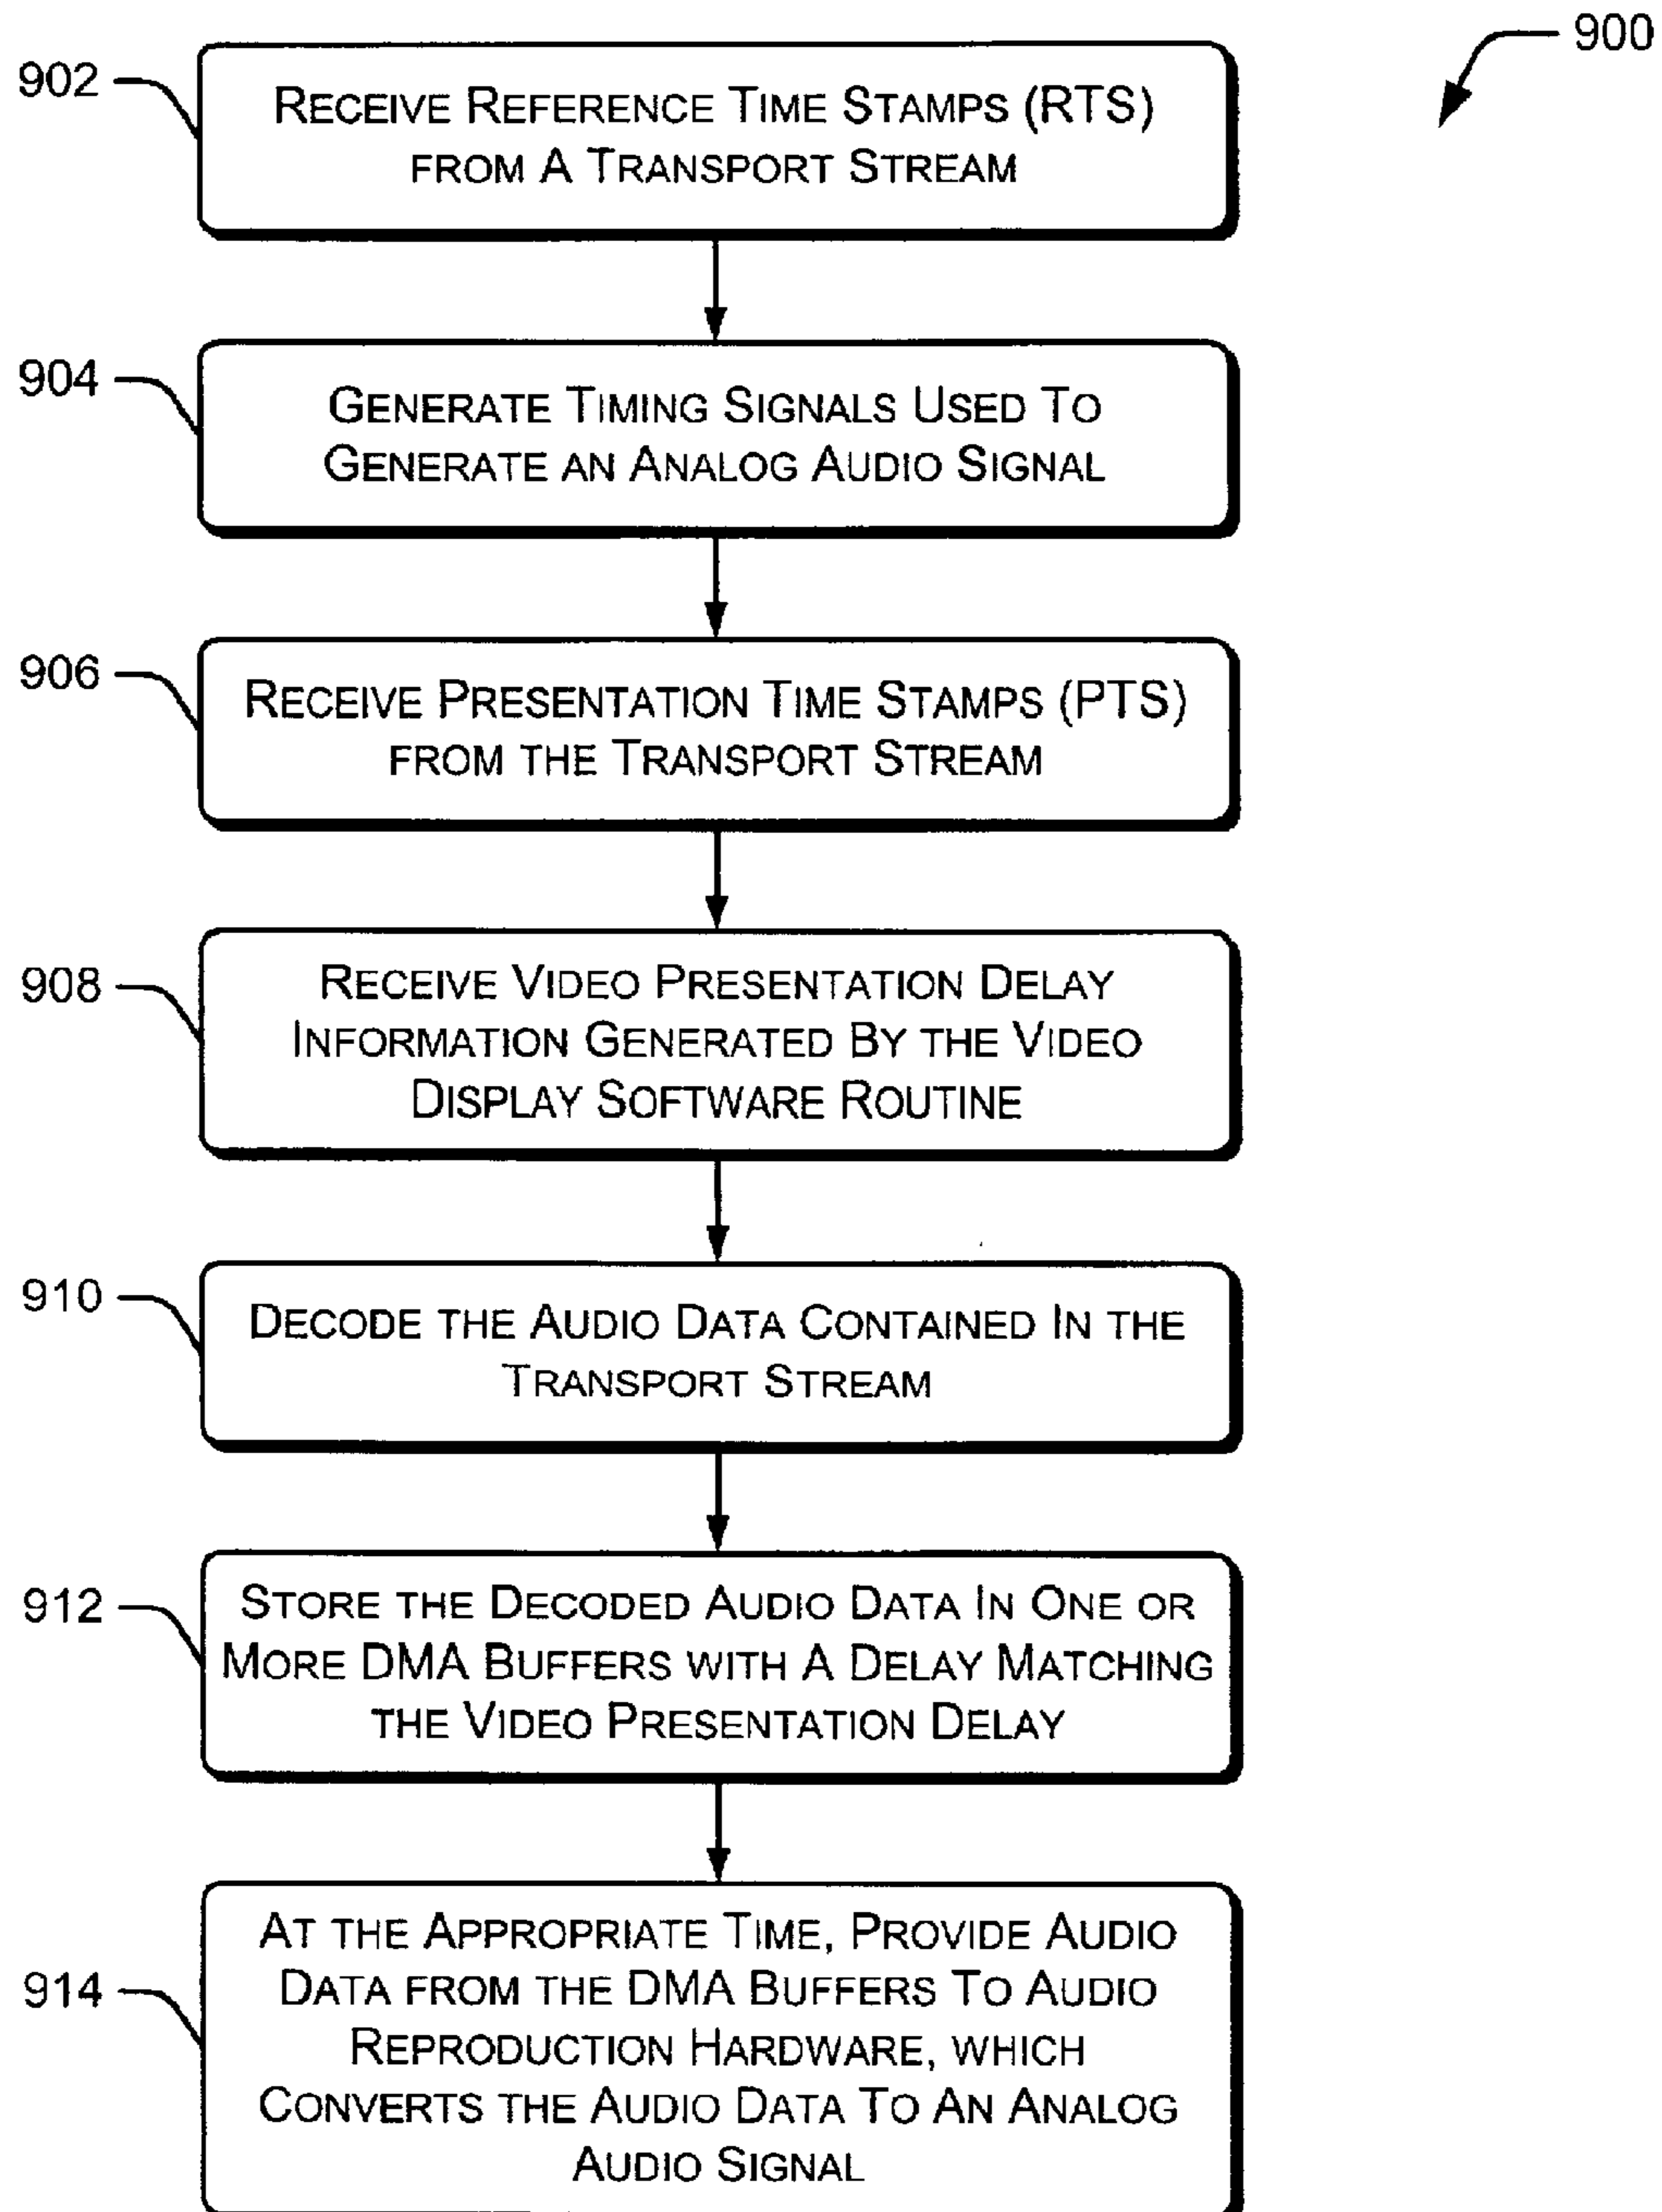 900
902
RECEIVE REFERENCE TIME STAMPS (RTS)
FROM A TRANSPORT STREAM
904
GENERATE TIMING SIGNALS USED TO
GENERATE AN ANALOG AUDIO SIGNAL
906
RECEIVE PRESENTATION TIME STAMPS (PTS)
FROM THE TRANSPORT STREAM
908
RECEIVE VIDEO PRESENTATION DELAY
INFORMATION GENERATED BY THE VIDEO
DISPLAY SOFTWARE ROUTINE
910
DECODE THE AUDIO DATA CONTAINED IN THE
TRANSPORT STREAM
912
STORE THE DECODED AUDIO DATA IN ONE OR
MORE DMA BUFFERS WITH A DELAY MATCHING
THE VIDEO PRESENTATION DELAY
914
AT THE APPROPRIATE TIME, PROVIDE AUDIO
DATA FROM THE DMA BUFFERS TO AUDIO
REPRODUCTION HARDWARE, WHICH
CONVERTS THE AUDIO DATA TO AN ANALOG
AUDIO SIGNAL